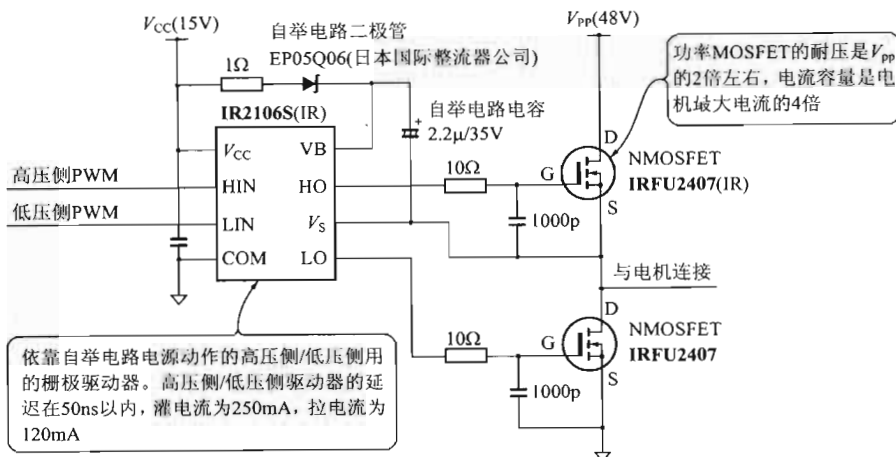 V_CC(15V)
自举电路二极管
EP05Q06(日本国际整流器公司)
1Ω
V_PP(48V)
功率MOSFET的耐压是V_pp
的2倍左右，电流容量是电
机最大电流的4倍
IR2106S(IR)
+
自举电路电容
2.2μ/35V
V_CC
VB
高压侧PWM
HIN
HO
10Ω
G
D
NMOSFET
IRFU2407(IR)
S
低压侧PWM
LIN
V_S
1000p
COM
LO
与电机连接
10Ω
G
D
NMOSFET
IRFU2407
S
1000p
依靠自举电路电源动作的高压侧/低压侧用
的栅极驱动器。高压侧/低压侧驱动器的延
迟在50ns以内，灌电流为250mA，拉电流为
120mA